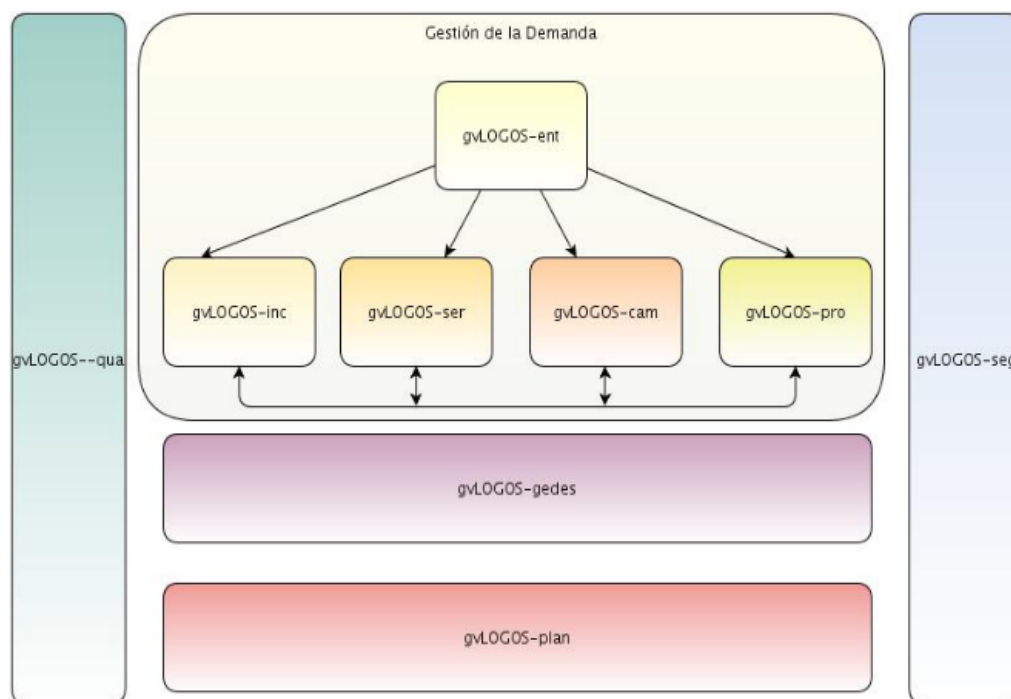 Gestión de la Demanda
gvLOGOS-ent
gvLOGOS-inc
gvLOGOS-ser
gvLOGOS-cam
gvLOGOS-pro
gvLOGOS--qua
gvLOGOS-seg
gvLOGOS-gedes
gvLOGOS-plan